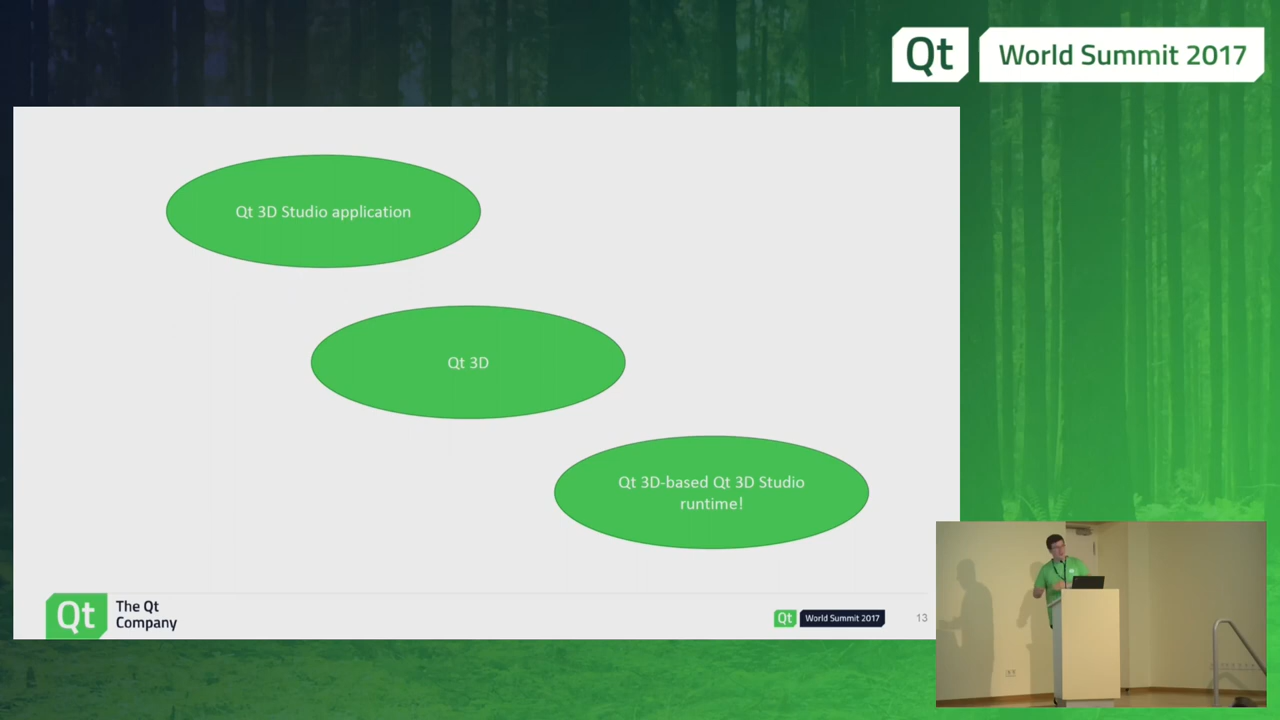 Qt World Summit 2017
Qt 3D Studio application
Qt 3D
Qt 3D-based Qt 3D Studio
runtime!
Qt The Qt
Company
Qt World Summit 2017
13